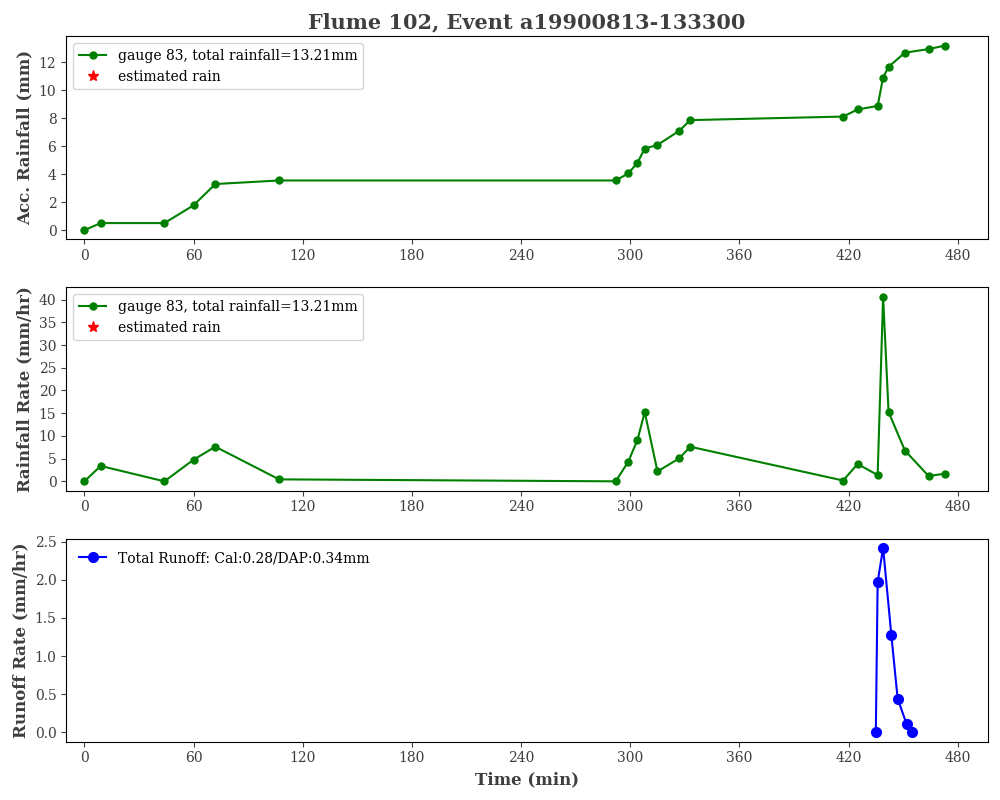 Flume 102, Event a19900813-133300
Acc. Rainfall (mm)
gauge 83, total rainfall=13.21mm
estimated rain
12
10
8
6
4
2
0
0 60 120 180 240 300 360 420 480
Rainfall Rate (mm/hr)
gauge 83, total rainfall=13.21mm
estimated rain
40
35
30
25
20
15
10
5
0
0 60 120 180 240 300 360 420 480
Runoff Rate (mm/hr)
Total Runoff: Cal:0.28/DAP:0.34mm
2.5
2.0
1.5
1.0
0.5
0.0
0 60 120 180 240 300 360 420 480
Time (min)